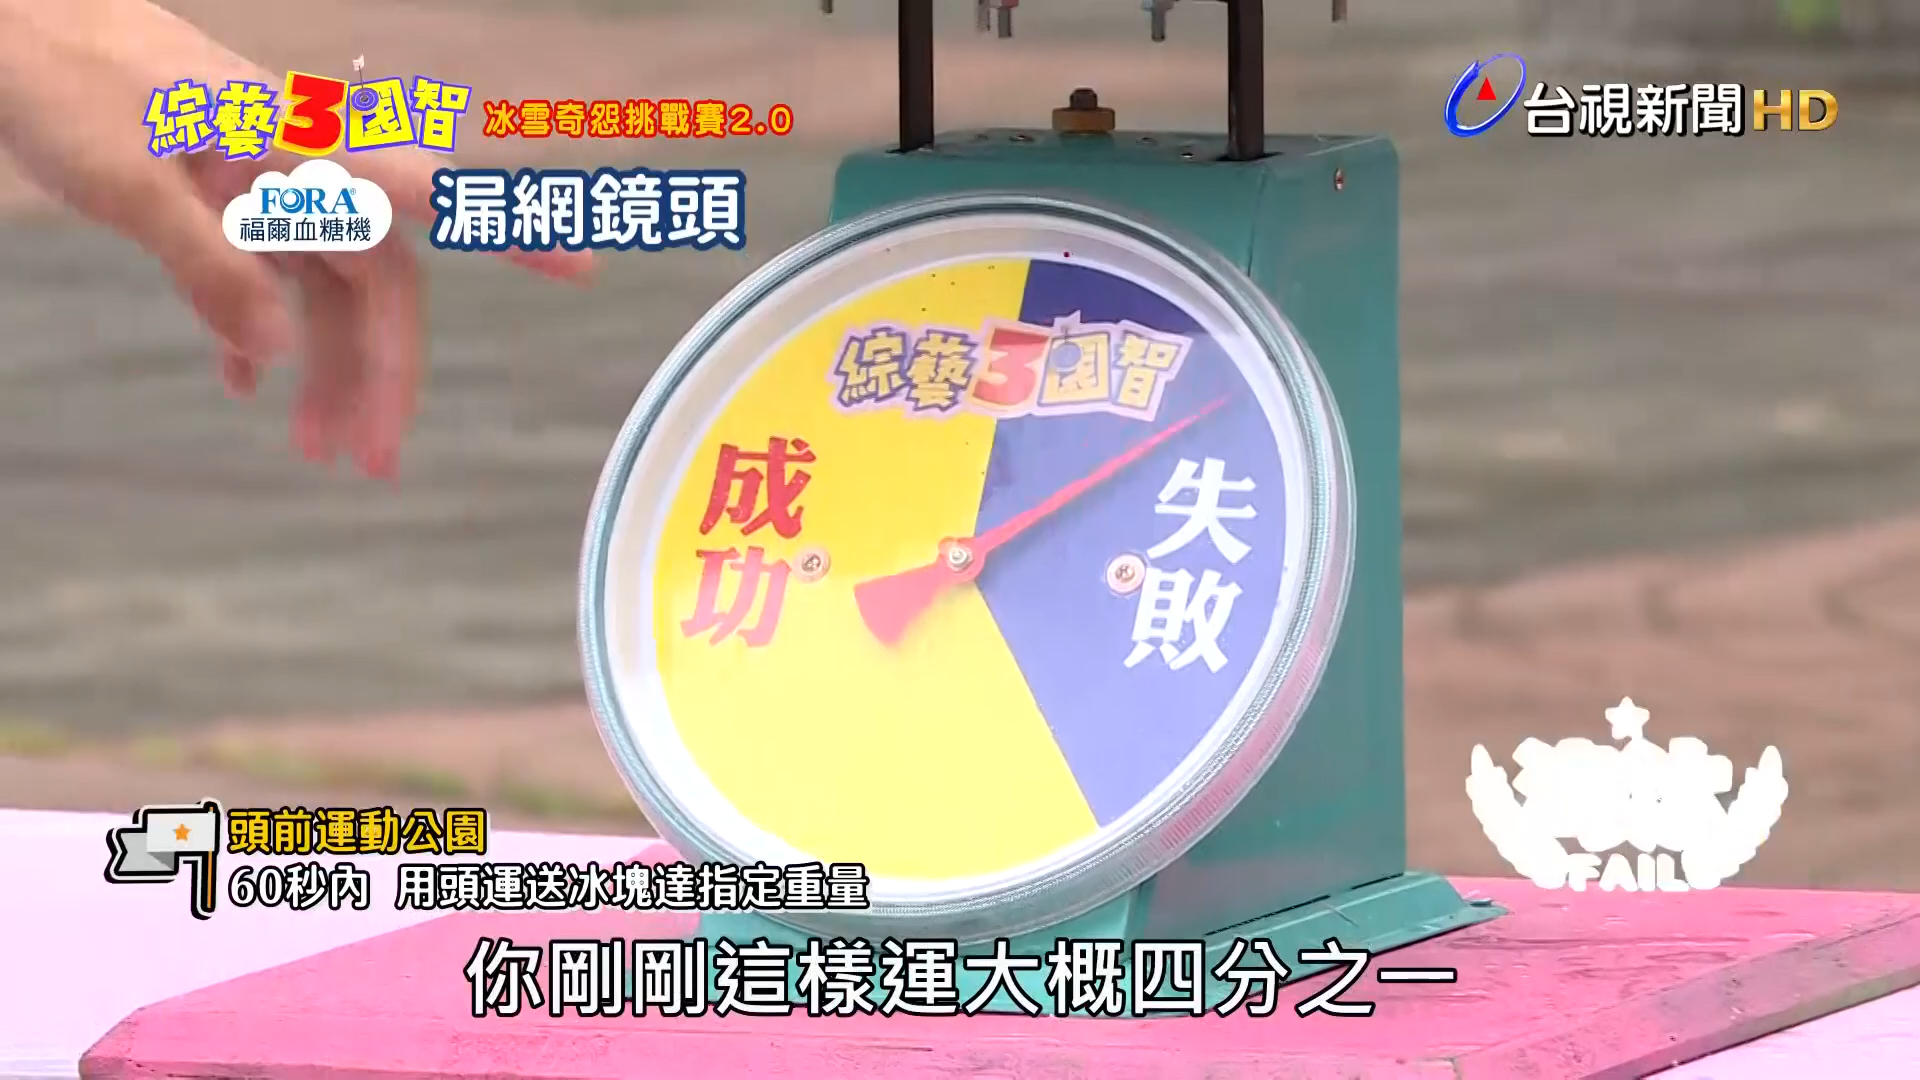 綜藝3國智 冰雪奇怨挑戰賽2.0
台視新聞HD
FORA®
福爾血糖機
漏網鏡頭
綜藝3國智
成功
失敗
FAIL
頭前運動公園
60秒內 用頭運送冰塊達指定重量
你剛剛這樣運大概四分之一